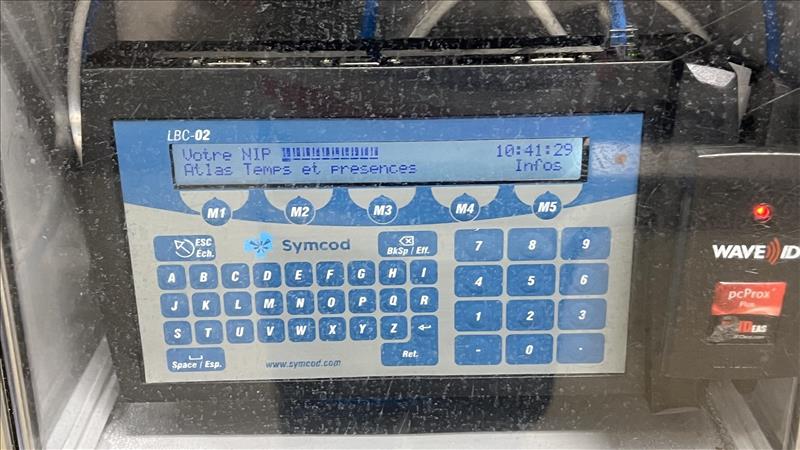 LBC-02
Votre NIP 10:41:29
Atlas Temps et presences Infos
M1 M2 M3 M4 M5
ESC
Éch.
Symcod
BkSp / Eff.
7 8 9
A B C D E F G H I
4 5 6
J K L M N O P Q R
1 2 3
S T U V W X Y Z
Space / Esp.
www.symcod.com
Ret.
- 0 .
WAVE ID
pcProx
Plus
IDEAS